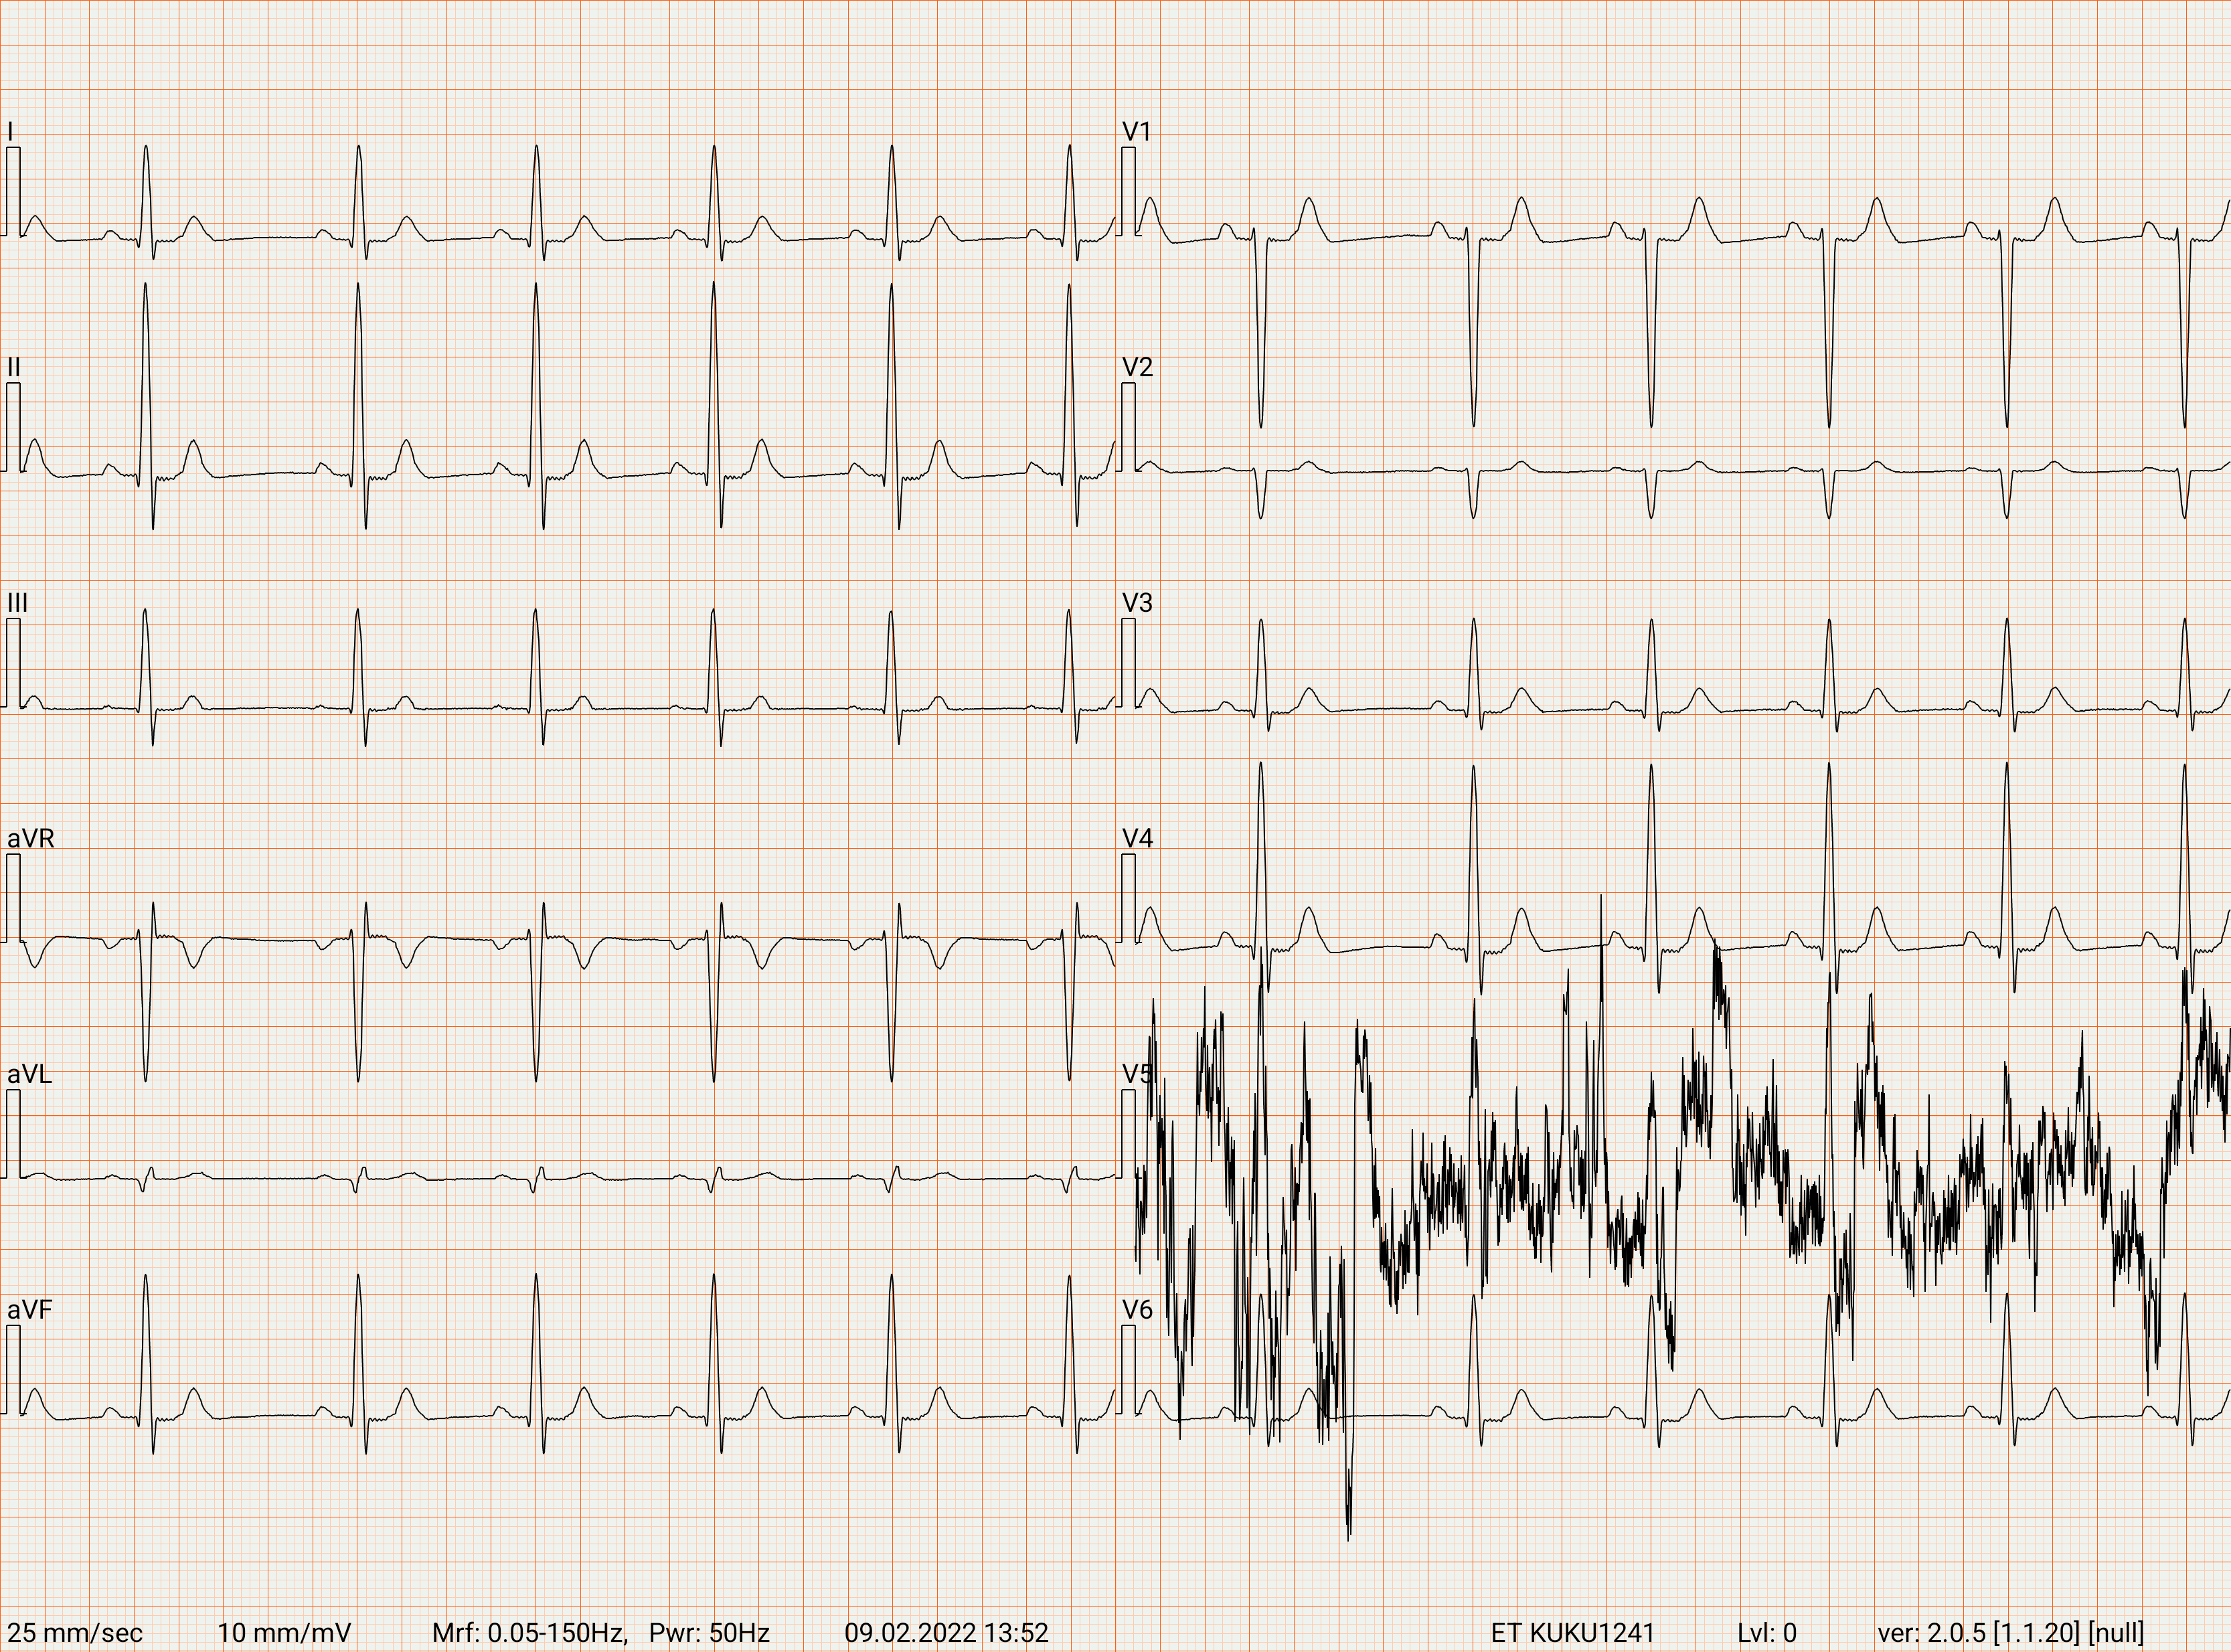 I
V1
II
V2
III
V3
aVR
V4
aVL
V5
aVF
V6
25 mm/sec 10 mm/mV Mrf: 0.05-150Hz, Pwr: 50Hz 09.02.2022 13:52 ET KUKU1241 Lvl: 0 ver: 2.0.5 [1.1.20] [null]